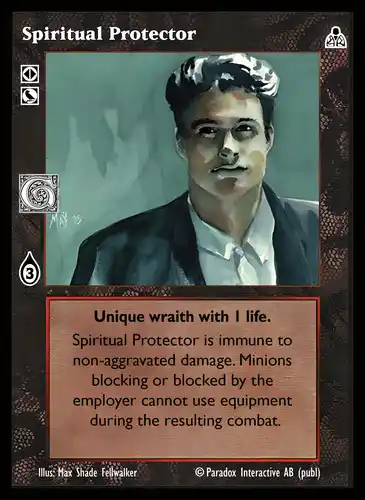 Spiritual Protector
MAX 95
3
Unique wraith with 1 life.
Spiritual Protector is immune to
non-aggravated damage. Minions
blocking or blocked by the
employer cannot use equipment
during the resulting combat.
Illus: Max Shade Fellwalker
© Paradox Interactive AB (publ)